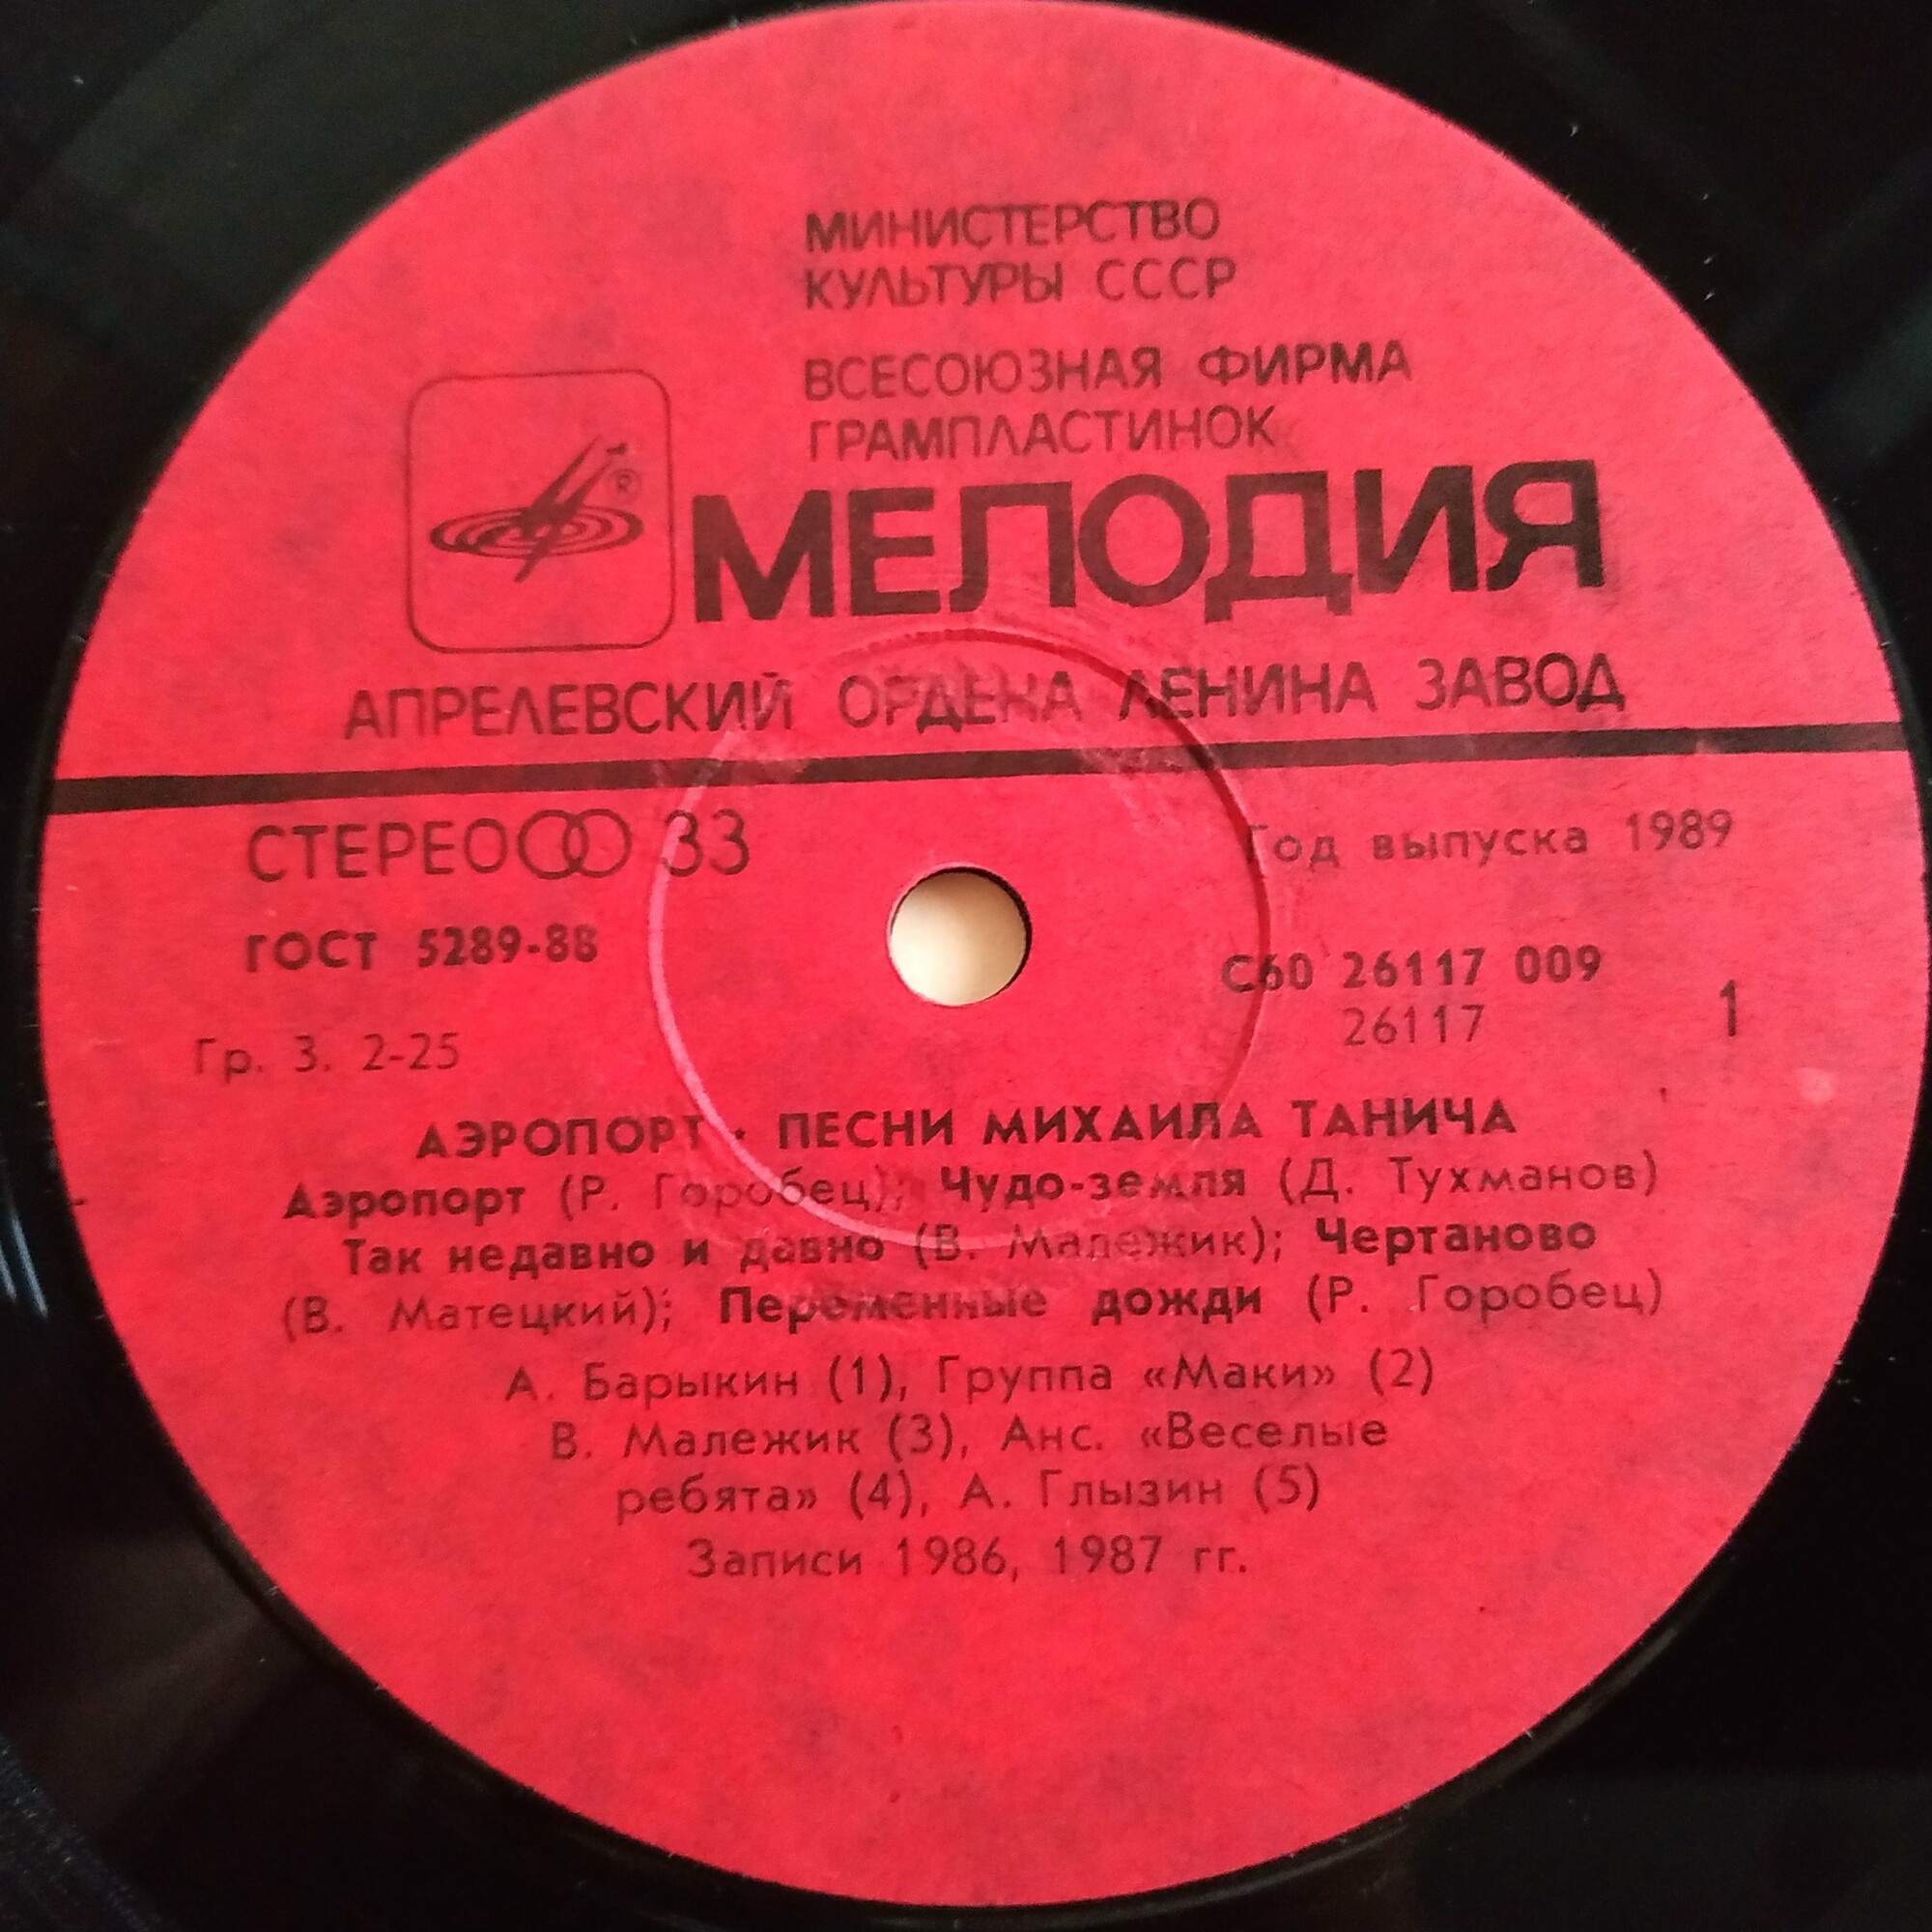 МИНИСТЕРСТВО
КУЛЬТУРЫ СССР
ВСЕСОЮЗНАЯ ФИРМА
ГРАМПЛАСТИНОК
®
МЕЛОДИЯ
АПРЕЛЕВСКИЙ ОРДЕНА ЛЕНИНА ЗАВОД
СТЕРЕО 33
Год выпуска 1989
ГОСТ 5289-88
С60 26117 009
26117
1
Гр. 3. 2-25
АЭРОПОРТ · ПЕСНИ МИХАИЛА ТАНИЧА
Аэропорт (Р. Горобец); Чудо-земля (Д. Тухманов)
Так недавно и давно (В. Малежик); Чертаново
(В. Матецкий); Переменные дожди (Р. Горобец)
А. Барыкин (1), Группа «Маки» (2)
В. Малежик (3), Анс. «Веселые
ребята» (4), А. Глызин (5)
Записи 1986, 1987 гг.